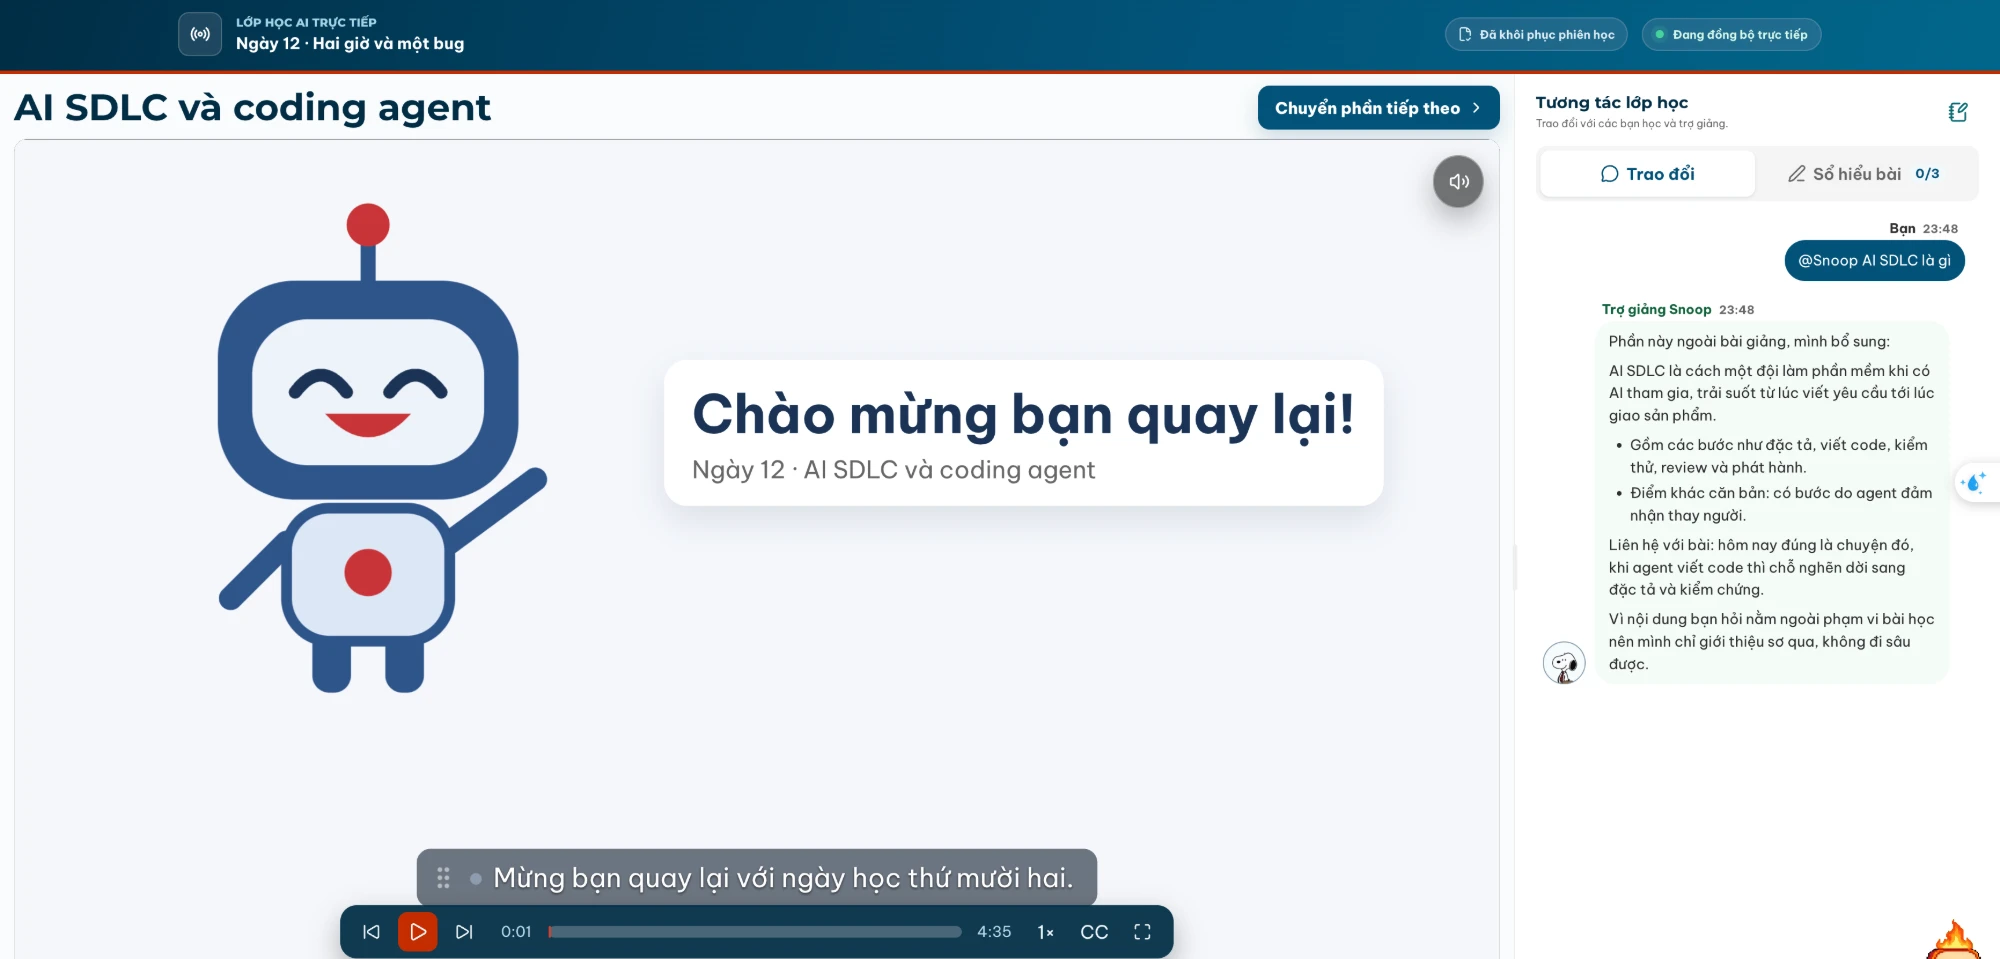 LỚP HỌC AI TRỰC TIẾP
Ngày 12 · Hai giờ và một bug
Đã khôi phục phiên học
Đang đồng bộ trực tiếp
AI SDLC và coding agent
Chuyển phần tiếp theo
Chào mừng bạn quay lại!
Ngày 12 · AI SDLC và coding agent
Mừng bạn quay lại với ngày học thứ mười hai.
0:01
4:35
1×
CC
Tương tác lớp học
Trao đổi với các bạn học và trợ giảng.
Trao đổi
Sổ hiểu bài 0/3
Bạn 23:48
@Snoop AI SDLC là gì
Trợ giảng Snoop 23:48
Phần này ngoài bài giảng, mình bổ sung:
AI SDLC là cách một đội làm phần mềm khi có
AI tham gia, trải suốt từ lúc viết yêu cầu tới lúc
giao sản phẩm.
• Gồm các bước như đặc tả, viết code, kiểm
thử, review và phát hành.
• Điểm khác căn bản: có bước do agent đảm
nhận thay người.
Liên hệ với bài: hôm nay đúng là chuyện đó,
khi agent viết code thì chỗ nghẽn dời sang
đặc tả và kiểm chứng.
Vì nội dung bạn hỏi nằm ngoài phạm vi bài học
nên mình chỉ giới thiệu sơ qua, không đi sâu
được.